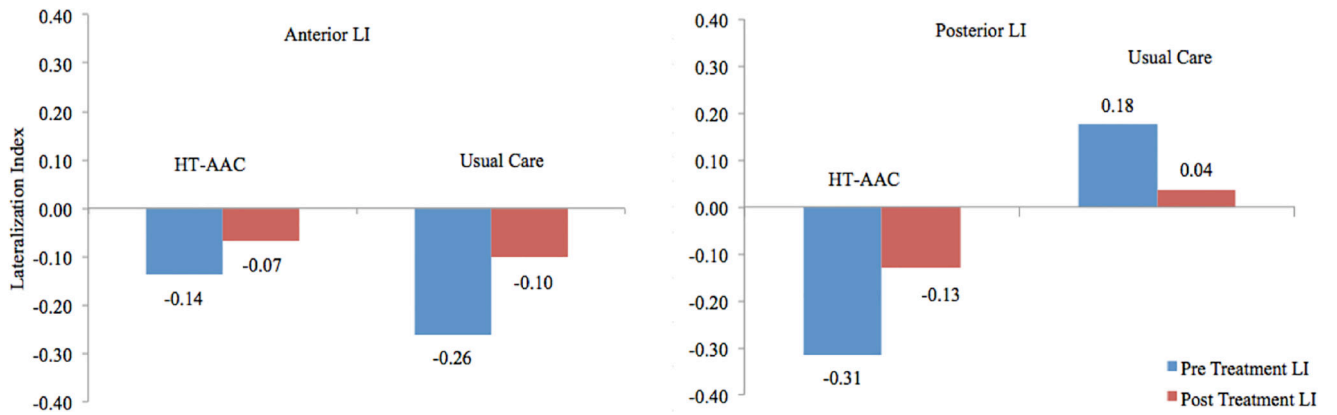 Anterior LI
0.40
0.30
0.20
0.10
0.00
-0.10
-0.20
-0.30
-0.40
Lateralization Index
HT-AAC
Usual Care
-0.14
-0.07
-0.26
-0.10
Posterior LI
0.40
0.30
0.20
0.10
0.00
-0.10
-0.20
-0.30
-0.40
HT-AAC
Usual Care
-0.31
-0.13
0.18
0.04
Pre Treatment LI
Post Treatment LI